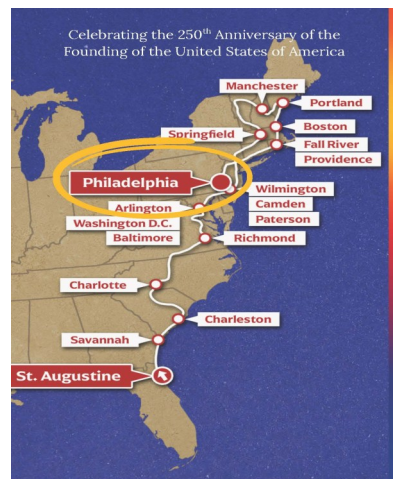 Celebrating the 250th Anniversary of the
Founding of the United States of America
Manchester
Portland
Springfield
Boston
Fall River
Providence
Philadelphia
Wilmington
Camden
Paterson
Arlington
Washington D.C.
Baltimore
Richmond
Charlotte
Charleston
Savannah
St. Augustine